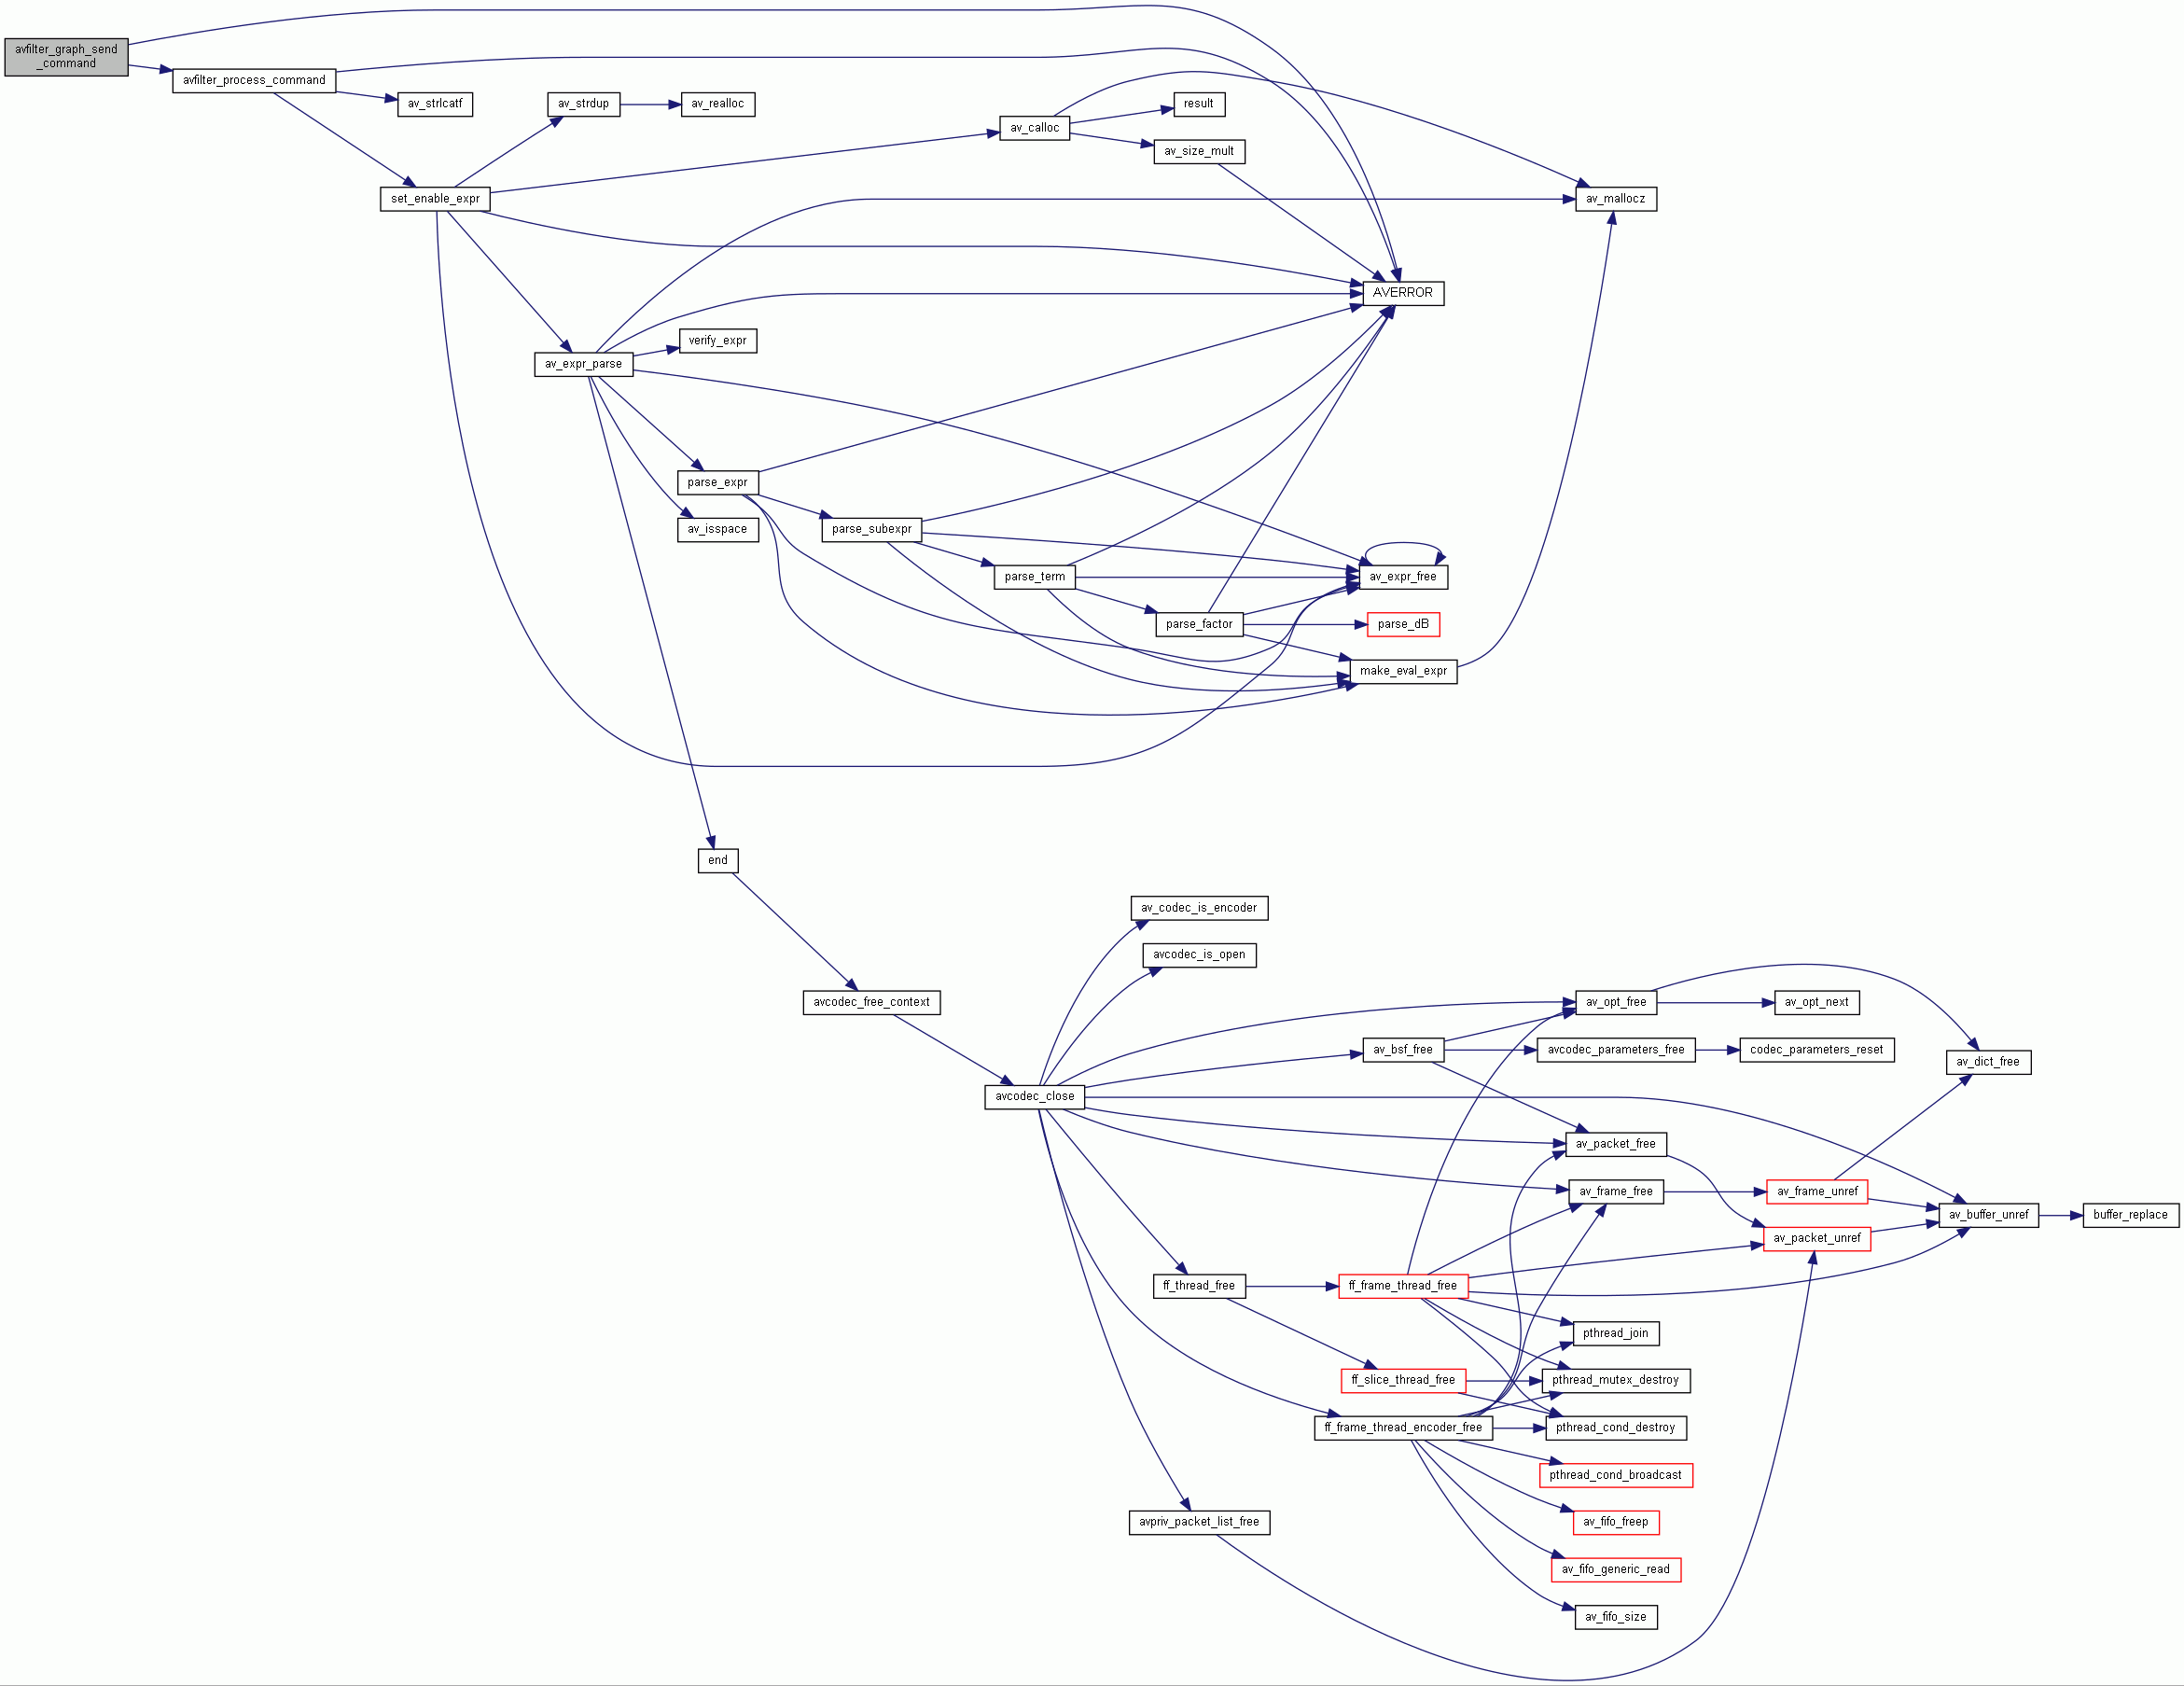 avfilter_graph_send
_command
avfilter_process_command
av_strlcatf
av_strdup
av_realloc
result
av_calloc
av_size_mult
set_enable_expr
av_mallocz
AVERROR
verify_expr
av_expr_parse
parse_expr
av_isspace
parse_subexpr
parse_term
av_expr_free
parse_factor
parse_dB
make_eval_expr
end
av_codec_is_encoder
avcodec_is_open
avcodec_free_context
av_opt_free
av_opt_next
av_bsf_free
avcodec_parameters_free
codec_parameters_reset
av_dict_free
avcodec_close
av_packet_free
av_frame_free
av_frame_unref
av_buffer_unref
buffer_replace
av_packet_unref
ff_thread_free
ff_frame_thread_free
pthread_join
ff_slice_thread_free
pthread_mutex_destroy
ff_frame_thread_encoder_free
pthread_cond_destroy
pthread_cond_broadcast
avpriv_packet_list_free
av_fifo_freep
av_fifo_generic_read
av_fifo_size